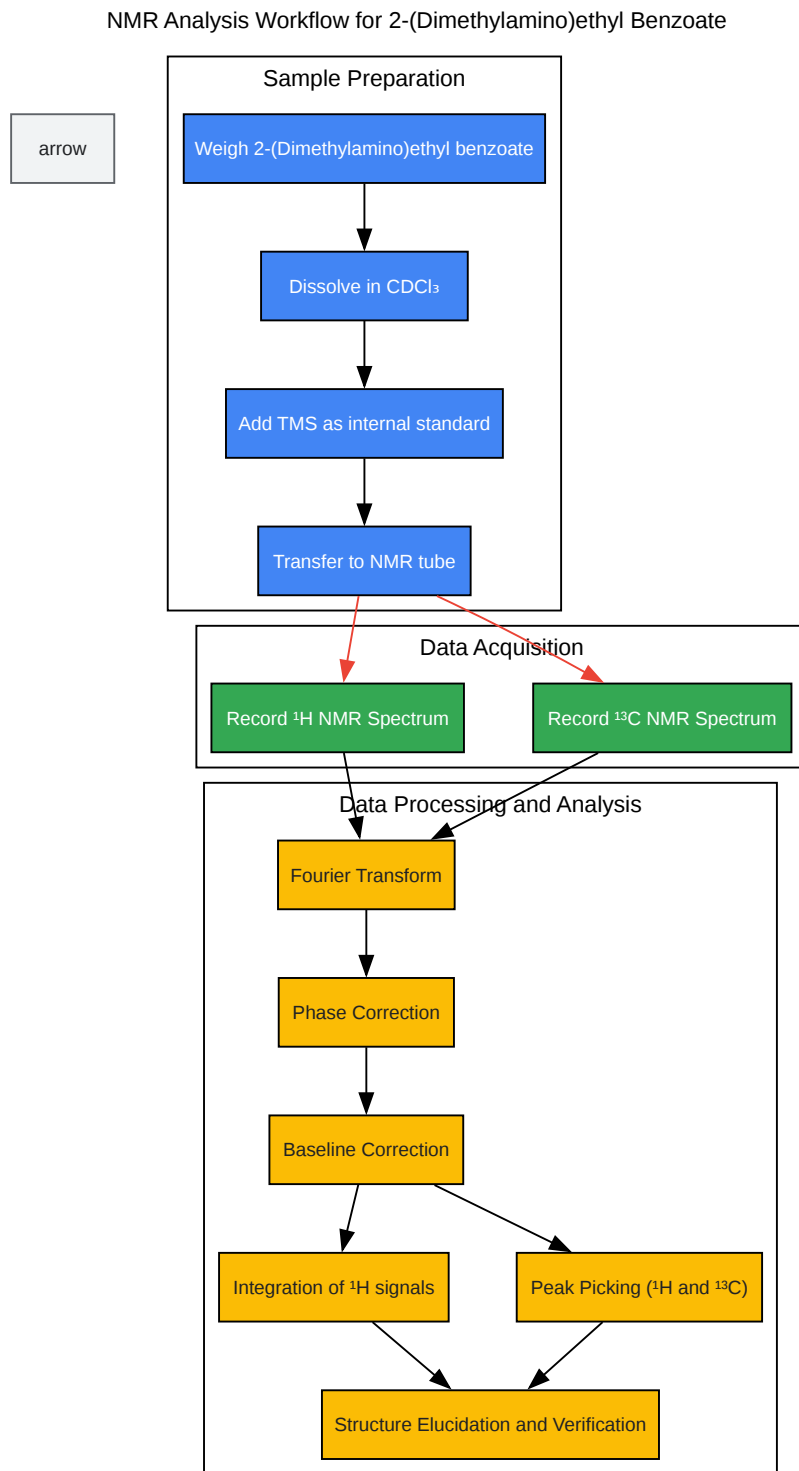 NMR Analysis Workflow for 2-(Dimethylamino)ethyl Benzoate
Sample Preparation
arrow
Weigh 2-(Dimethylamino)ethyl benzoate
Dissolve in CDCl₃
Add TMS as internal standard
Transfer to NMR tube
Data Acquisition
Record ¹H NMR Spectrum
Record ¹³C NMR Spectrum
Data Processing and Analysis
Fourier Transform
Phase Correction
Baseline Correction
Integration of ¹H signals
Peak Picking (¹H and ¹³C)
Structure Elucidation and Verification